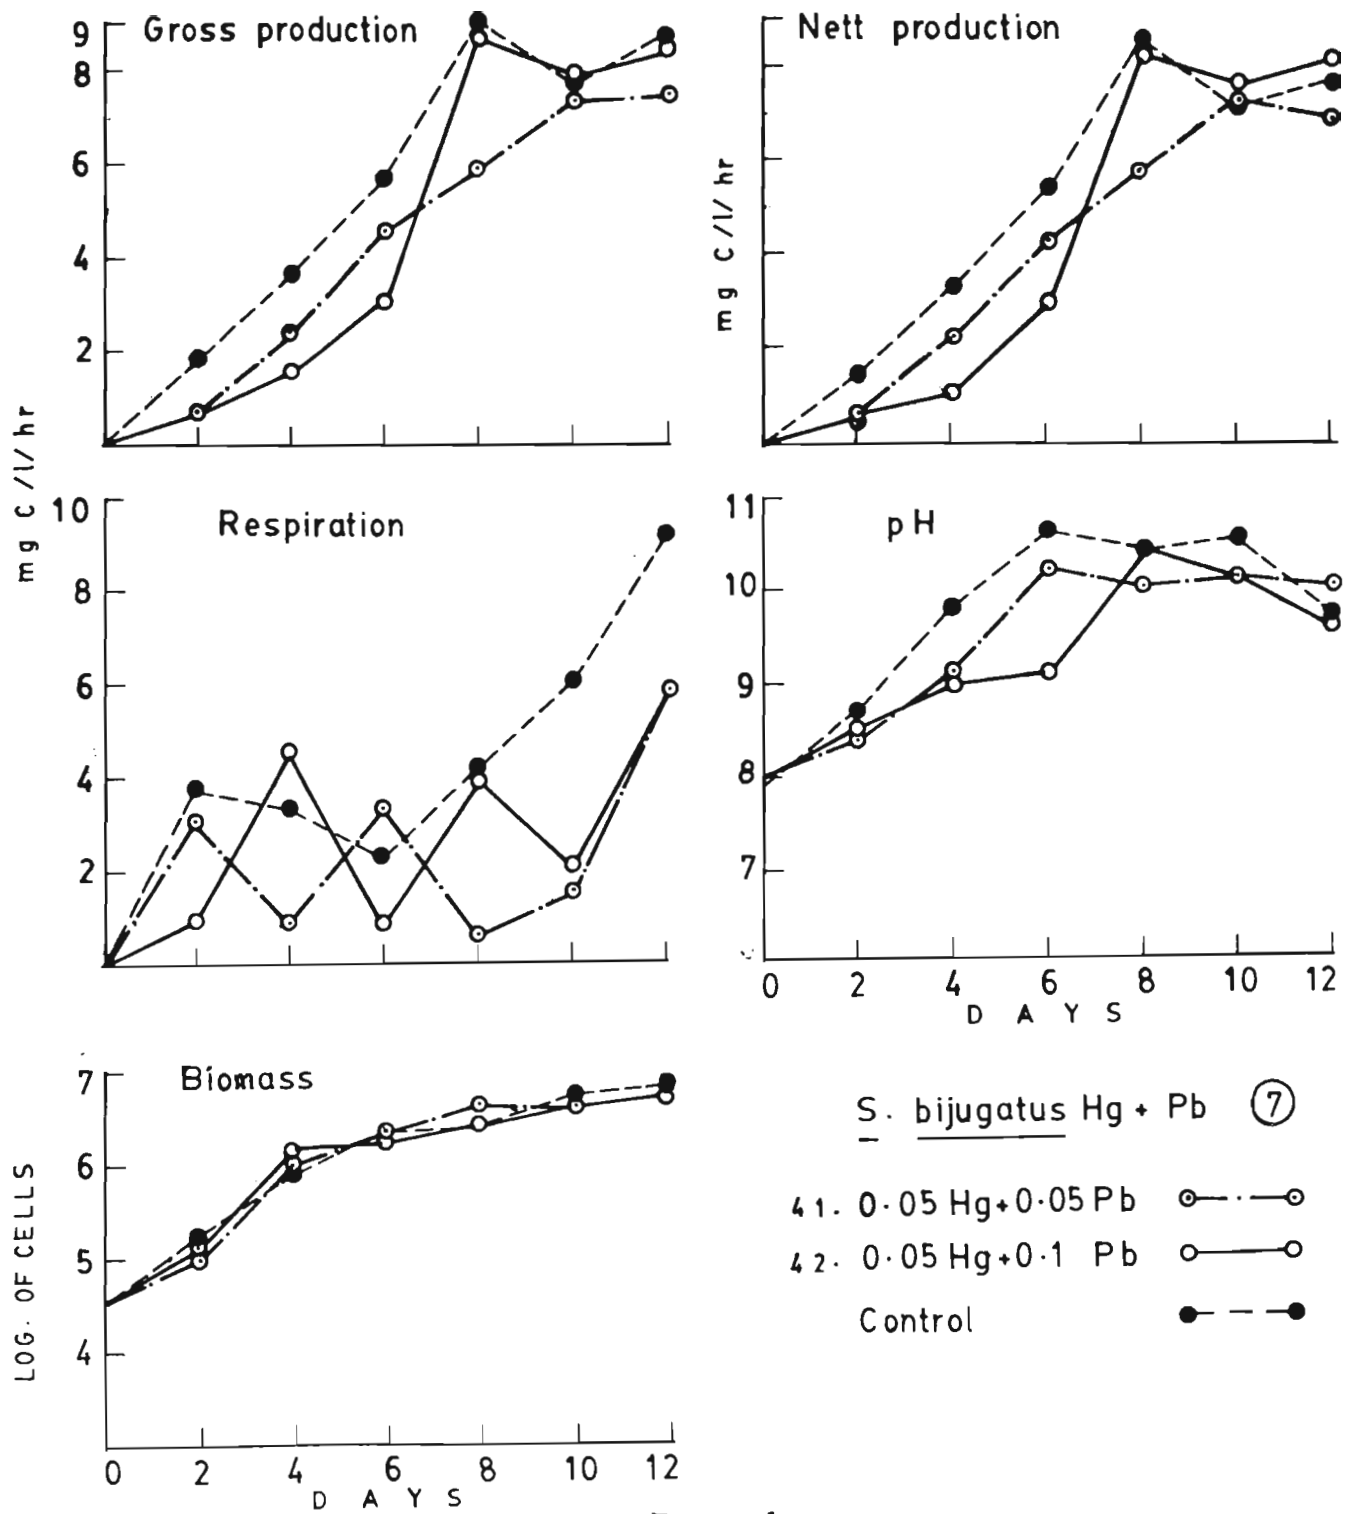 Gross production
9
8
6
4
2
mg C/l/hr
Nett production
mg C/l/hr
Respiration
10
8
6
4
2
pH
11
10
9
8
7
0 2 4 6 8 10 12
D A Y S
Biomass
7
6
5
4
LOG. OF CELLS
0 2 4 6 8 10 12
D A Y S
S. bijugatus Hg + Pb 7
41. 0·05 Hg+0·05 Pb
42. 0·05 Hg+0·1 Pb
Control